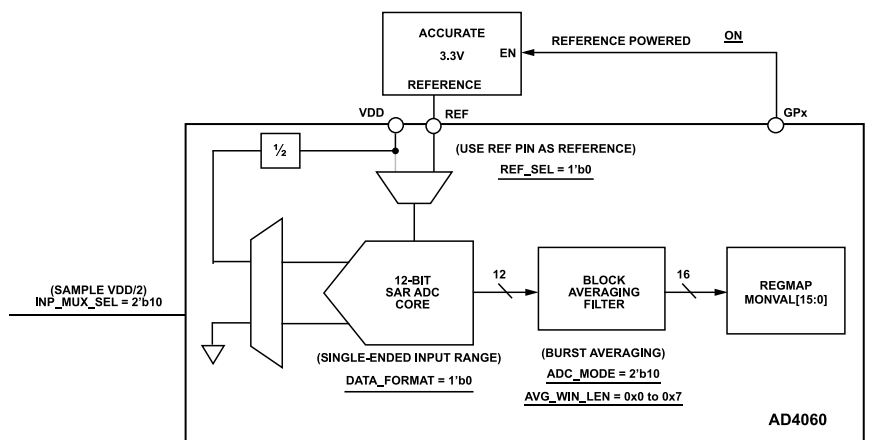 ACCURATE
3.3V
EN
REFERENCE
REFERENCE POWERED ON
VDD
REF
GPx
½
(USE REF PIN AS REFERENCE)
REF_SEL = 1'b0
(SAMPLE VDD/2)
INP_MUX_SEL = 2'b10
12-BIT
SAR ADC
CORE
12
BLOCK
AVERAGING
FILTER
16
REGMAP
MONVAL[15:0]
(SINGLE-ENDED INPUT RANGE)
DATA_FORMAT = 1'b0
(BURST AVERAGING)
ADC_MODE = 2'b10
AVG_WIN_LEN = 0x0 to 0x7
AD4060